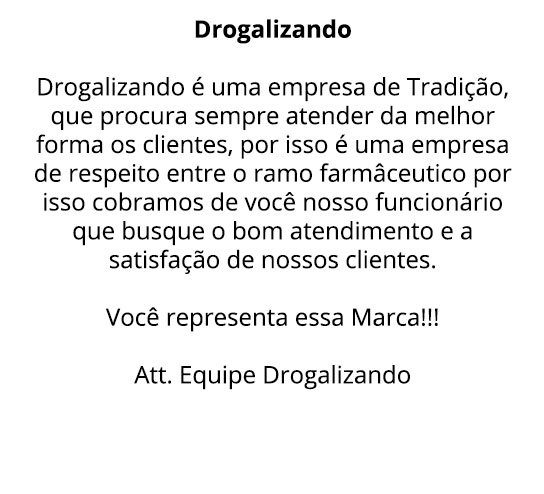 Drogalizando
Drogalizando é uma empresa de Tradição,
que procura sempre atender da melhor
forma os clientes, por isso é uma empresa
de respeito entre o ramo farmâceutico por
isso cobramos de você nosso funcionário
que busque o bom atendimento e a
satisfação de nossos clientes.
Você representa essa Marca!!!
Att. Equipe Drogalizando